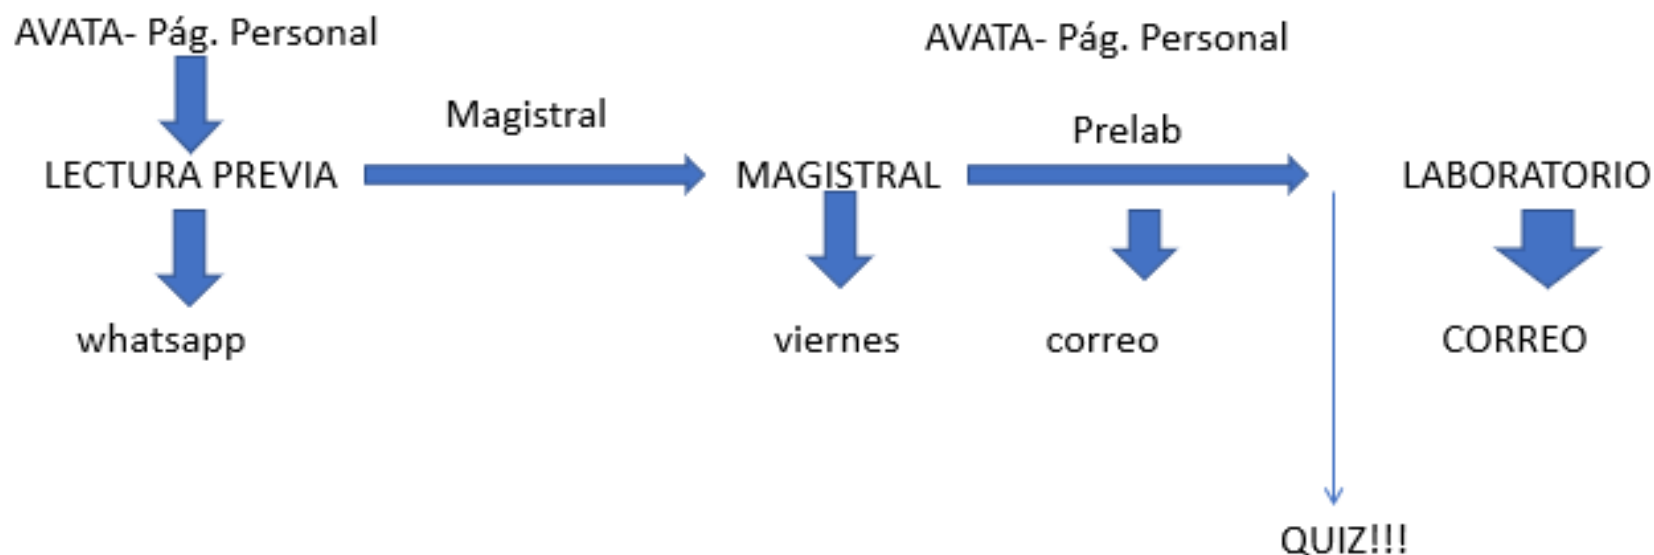 AVATA- Pág. Personal
AVATA- Pág. Personal
Magistral
Prelab
LECTURA PREVIA
MAGISTRAL
LABORATORIO
whatsapp
viernes
correo
CORREO
QUIZ!!!